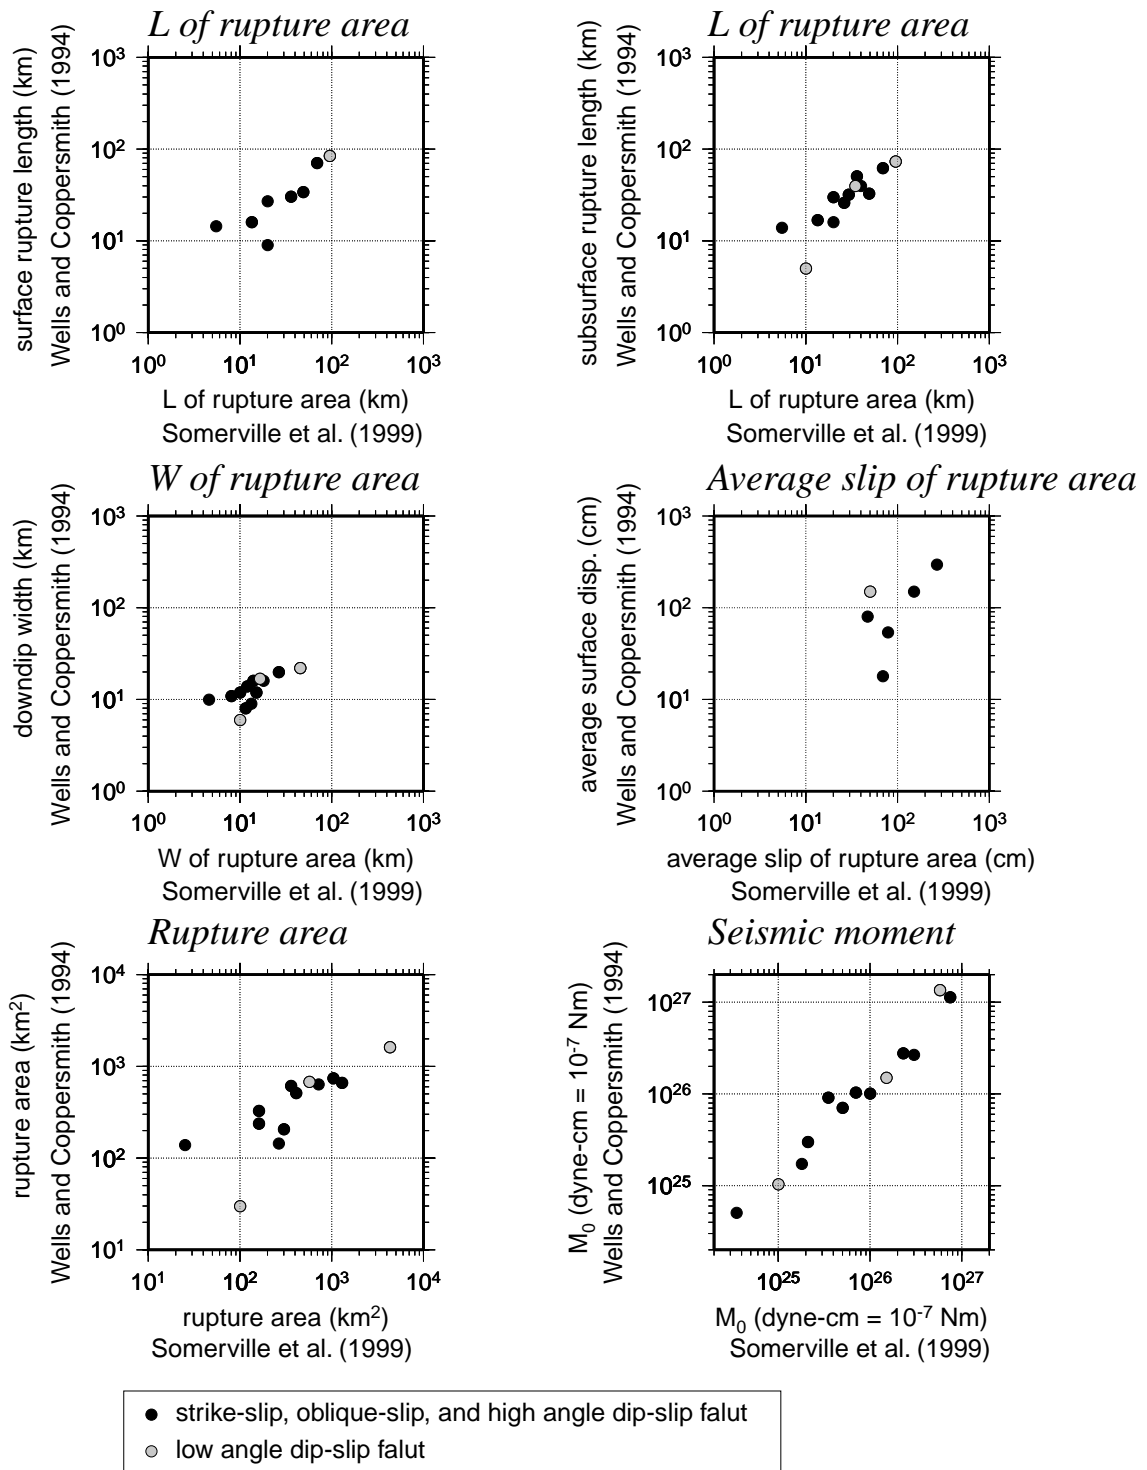 L of rupture area
surface rupture length (km)
Wells and Coppersmith (1994)
10³
10²
10¹
10⁰
10⁰ 10¹ 10² 10³
L of rupture area (km)
Somerville et al. (1999)
L of rupture area
subsurface rupture length (km)
Wells and Coppersmith (1994)
10³
10²
10¹
10⁰
10⁰ 10¹ 10² 10³
L of rupture area (km)
Somerville et al. (1999)
W of rupture area
downdip width (km)
Wells and Coppersmith (1994)
10³
10²
10¹
10⁰
10⁰ 10¹ 10² 10³
W of rupture area (km)
Somerville et al. (1999)
Average slip of rupture area
average surface disp. (cm)
Wells and Coppersmith (1994)
10³
10²
10¹
10⁰
10⁰ 10¹ 10² 10³
average slip of rupture area (cm)
Somerville et al. (1999)
Rupture area
rupture area (km²)
Wells and Coppersmith (1994)
10⁴
10³
10²
10¹
10¹ 10² 10³ 10⁴
rupture area (km²)
Somerville et al. (1999)
Seismic moment
M₀ (dyne-cm = 10⁻⁷ Nm)
Wells and Coppersmith (1994)
10²⁷
10²⁶
10²⁵
10²⁵ 10²⁶ 10²⁷
M₀ (dyne-cm = 10⁻⁷ Nm)
Somerville et al. (1999)
strike-slip, oblique-slip, and high angle dip-slip falut
low angle dip-slip falut